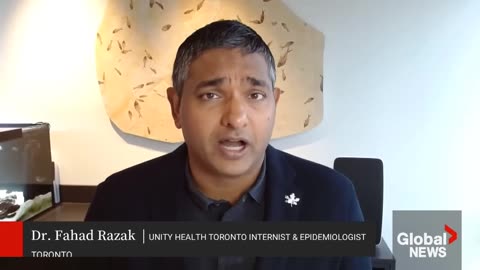 Dr. Fahad Razak | UNITY HEALTH TORONTO INTERNIST & EPIDEMIOLOGIST
TORONTO
Global
NEWS